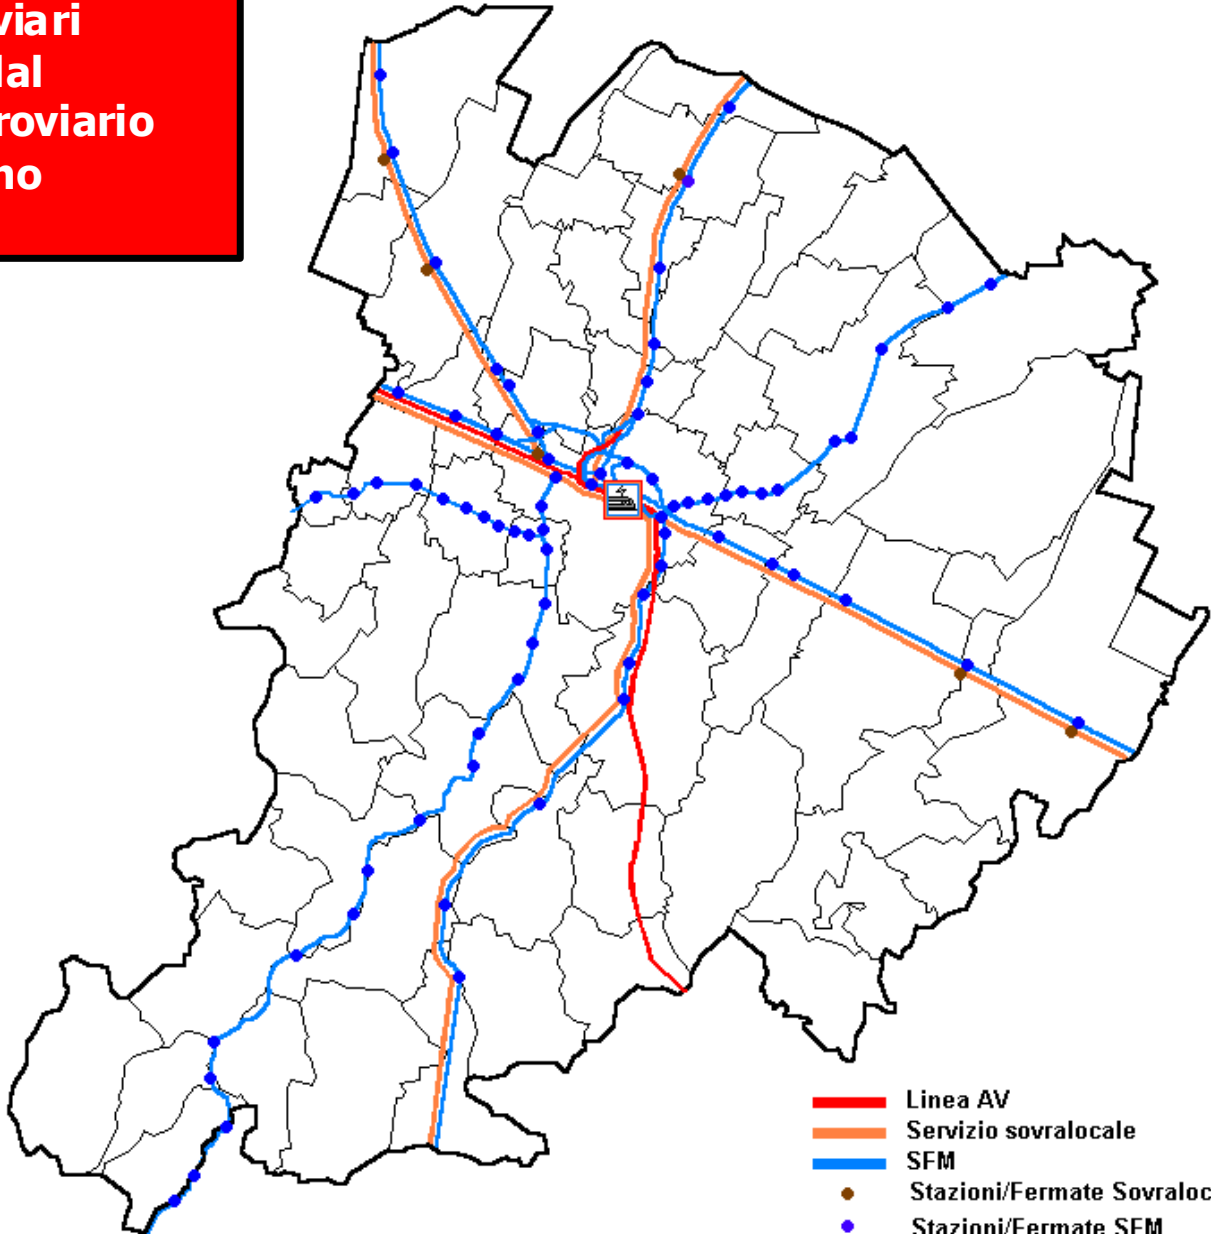 viari
dal
roviario
no
Linea AV
Servizio sovralocale
SFM
Stazioni/Fermate Sovraloc
Stazioni/Fermate SFM